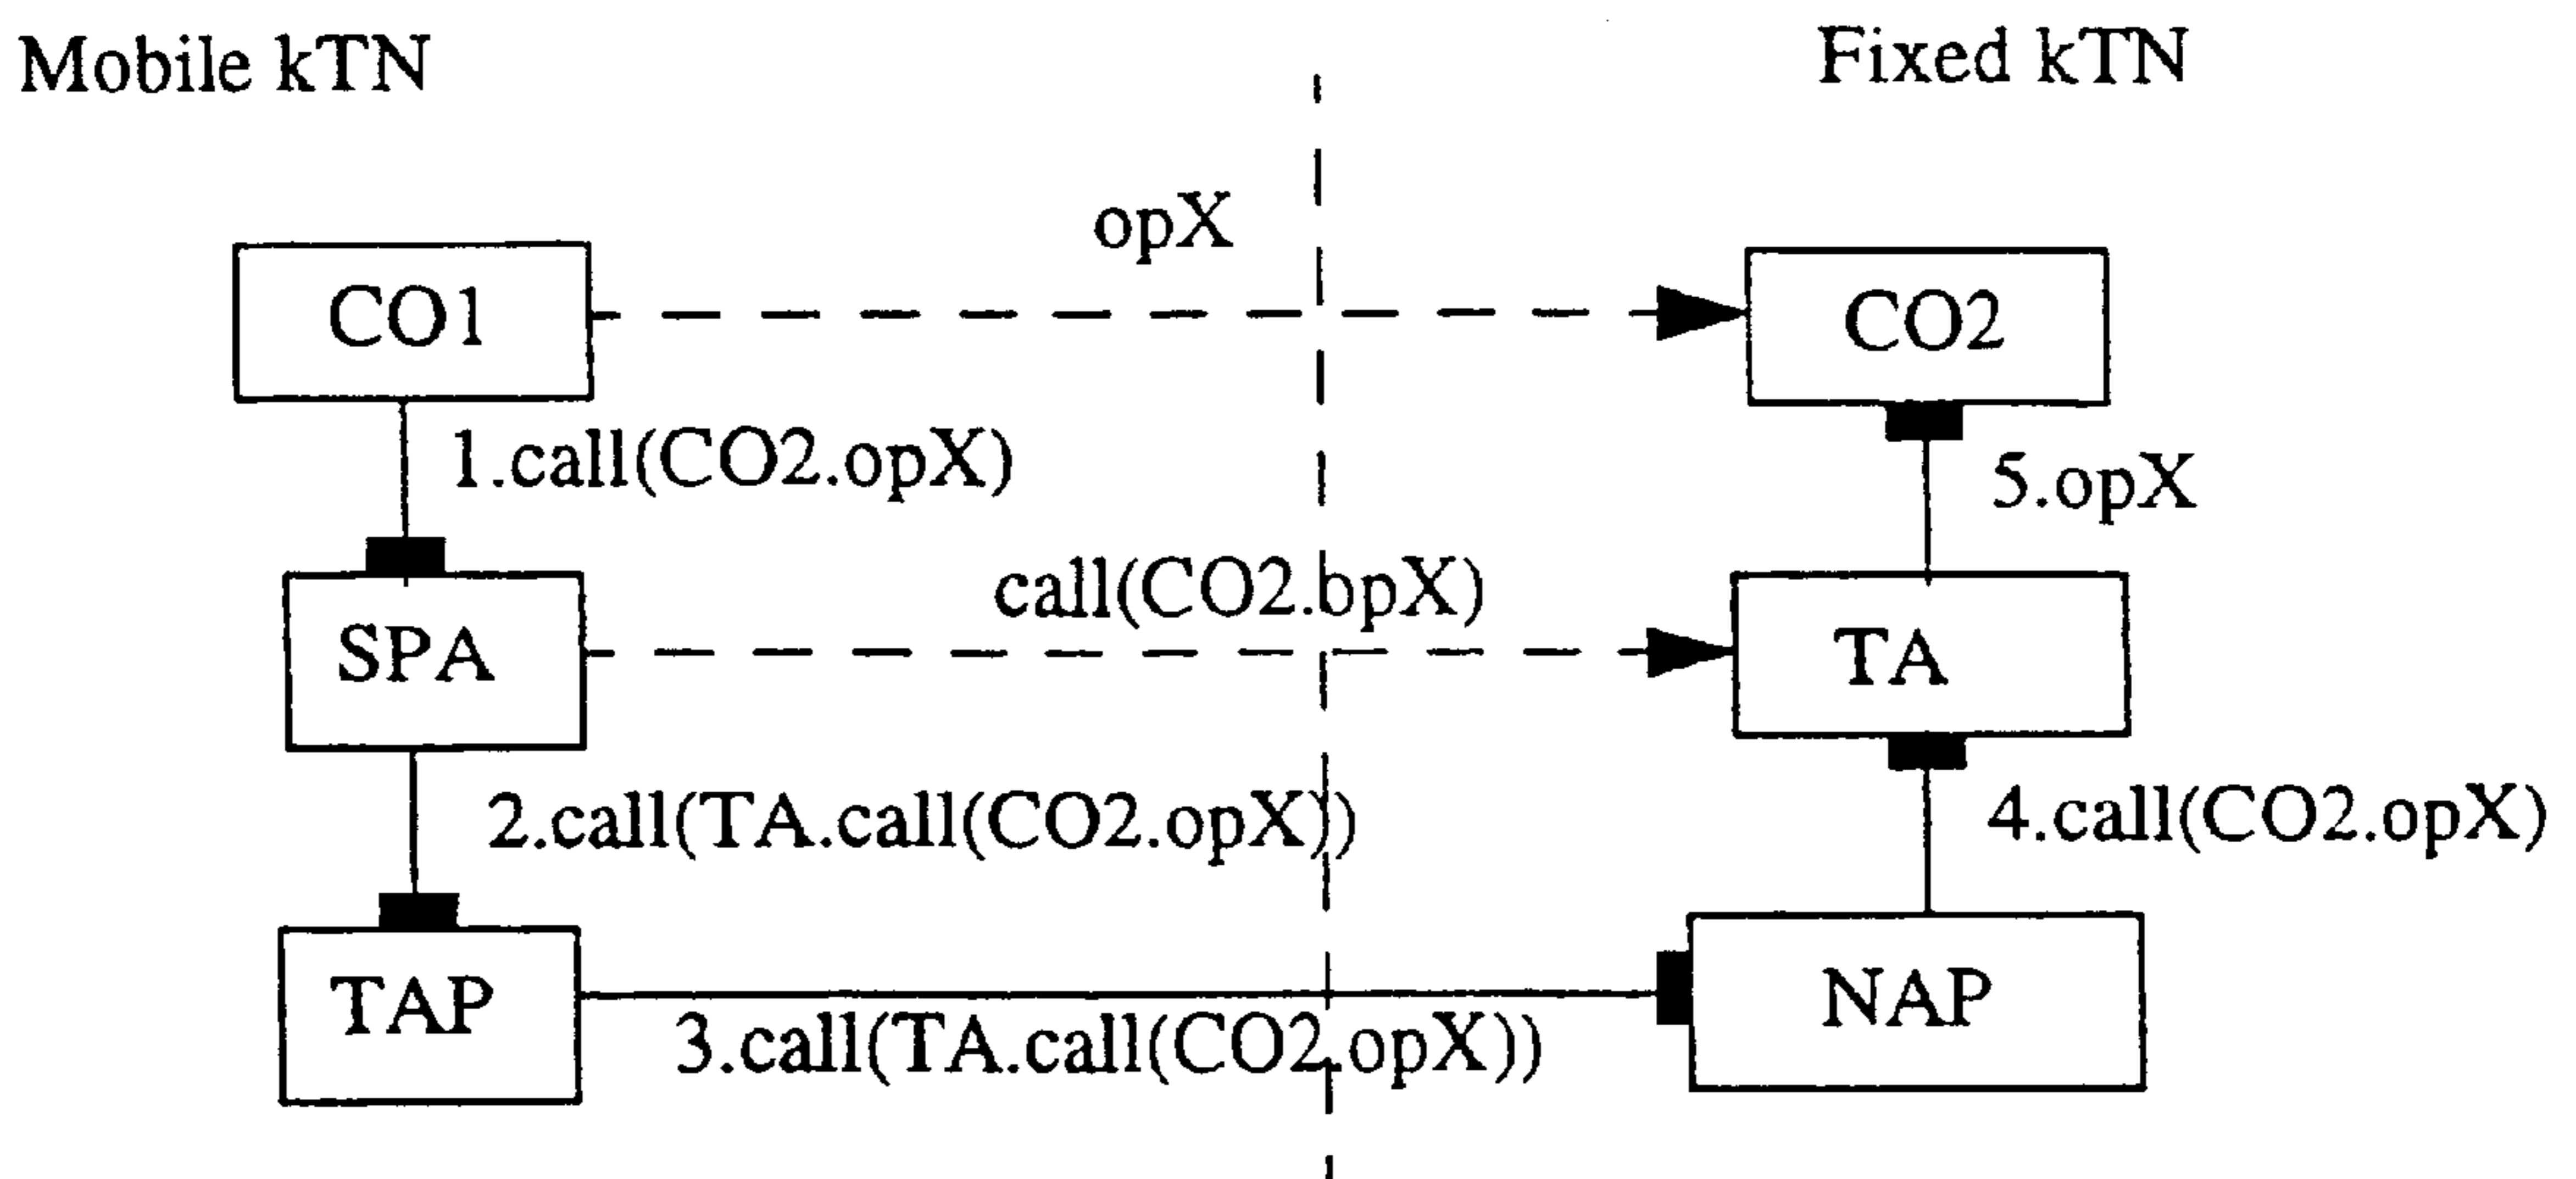 Mobile kTN
Fixed kTN
opX
CO1
CO2
1.call(CO2.opX)
5.opX
call(CO2.opX)
SPA
TA
2.call(TA.call(CO2.opX))
4.call(CO2.opX)
TAP
NAP
3.call(TA.call(CO2.opX))